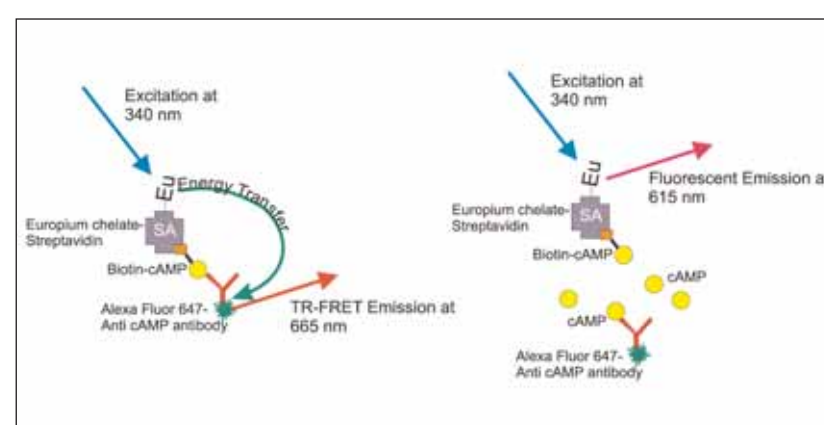 Excitation at
340 nm
Eu
Energy Transfer
Europium chelate-
Streptavidin
SA
Biotin-cAMP
Alexa Fluor 647-
Anti cAMP antibody
TR-FRET Emission at
665 nm
Excitation at
340 nm
Eu
Fluorescent Emission a
615 nm
Europium chelate-
Streptavidin
SA
Biotin-cAMP
cAMP
cAMP
Alexa Fluor 647-
Anti cAMP antibody